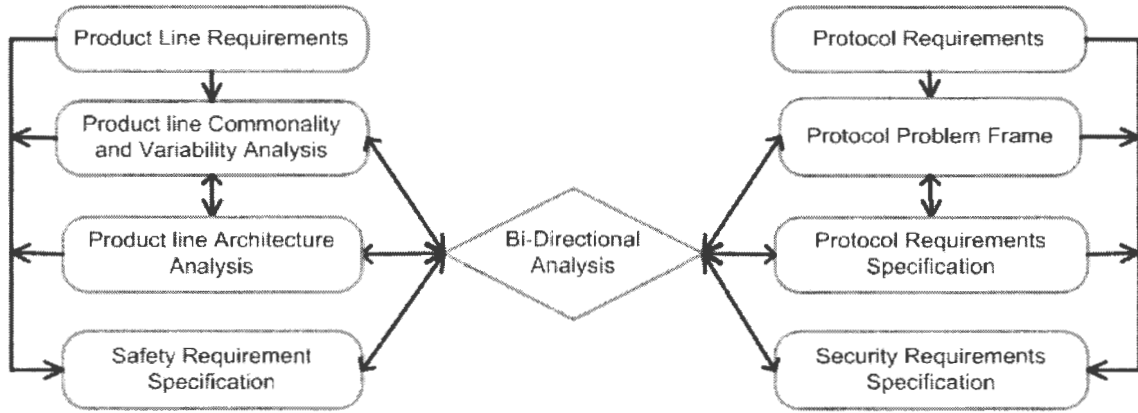 Product Line Requirements
Product line Commonality
and Variability Analysis
Product line Architecture
Analysis
Safety Requirement
Specification
Bi-Directional
Analysis
Protocol Requirements
Protocol Problem Frame
Protocol Requirements
Specification
Security Requirements
Specification